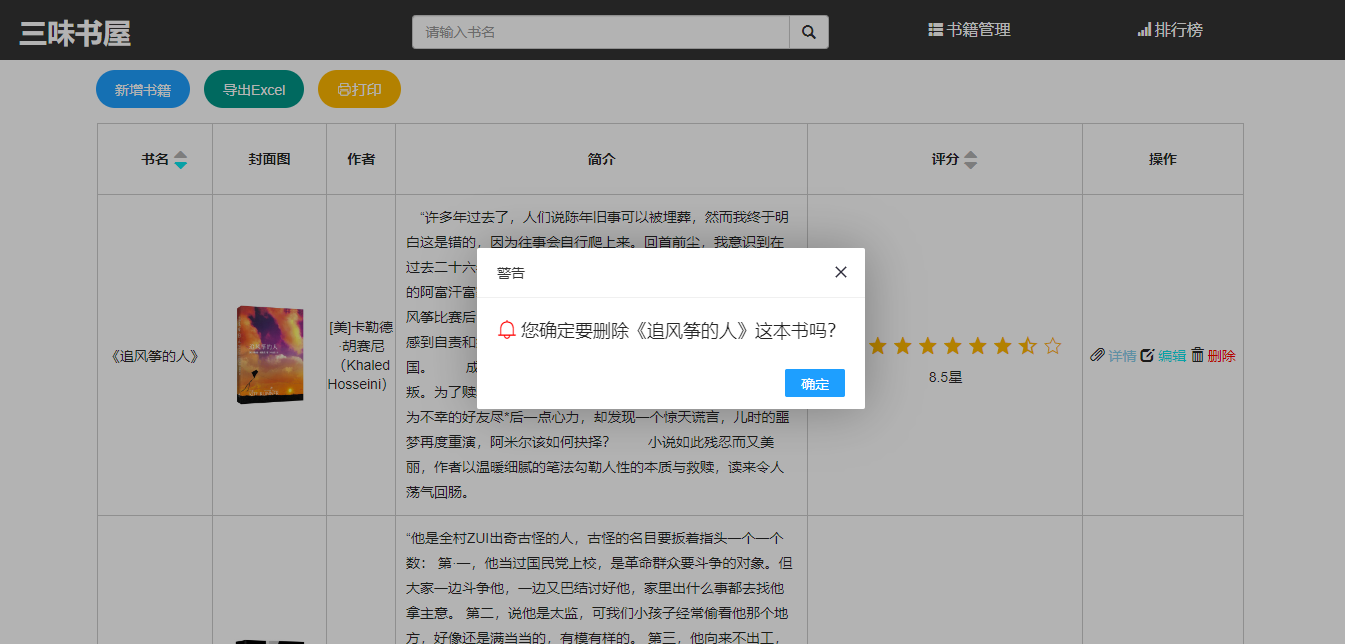 三味书屋
请输入书名
书籍管理
排行榜
新增书籍
导出Excel
打印
书名
封面图
作者
简介
评分
操作
《追风筝的人》
[美]卡勒德
·胡赛尼
（Khaled
Hosseini）
“许多年过去了，人们说陈年旧事可以被埋葬，然而我终于明
白这是错的，因为往事会自行爬上来。回首前尘，我意识到在
过去二十六
的阿富汗富
风筝比赛后
感到自责和
国。 成
叛。为了赎
为不幸的好友尽*后一点心力，却发现一个惊天谎言，儿时的噩
梦再度重演，阿米尔该如何抉择？ 小说如此残忍而又美
丽，作者以温暖细腻的笔法勾勒人性的本质与救赎，读来令人
荡气回肠。
8.5星
详情 编辑 删除
警告
您确定要删除《追风筝的人》这本书吗？
确定
“他是全村ZUI出奇古怪的人，古怪的名目要扳着指头一个一个
数： 第·一，他当过国民党上校，是革命群众要斗争的对象。但
大家一边斗争他，一边又巴结讨好他，家里出什么事都去找他
拿主意。 第二，说他是太监，可我们小孩子经常偷看他那个地
方，好像还是满当当的，有模有样的。 第三，他向来不出工，